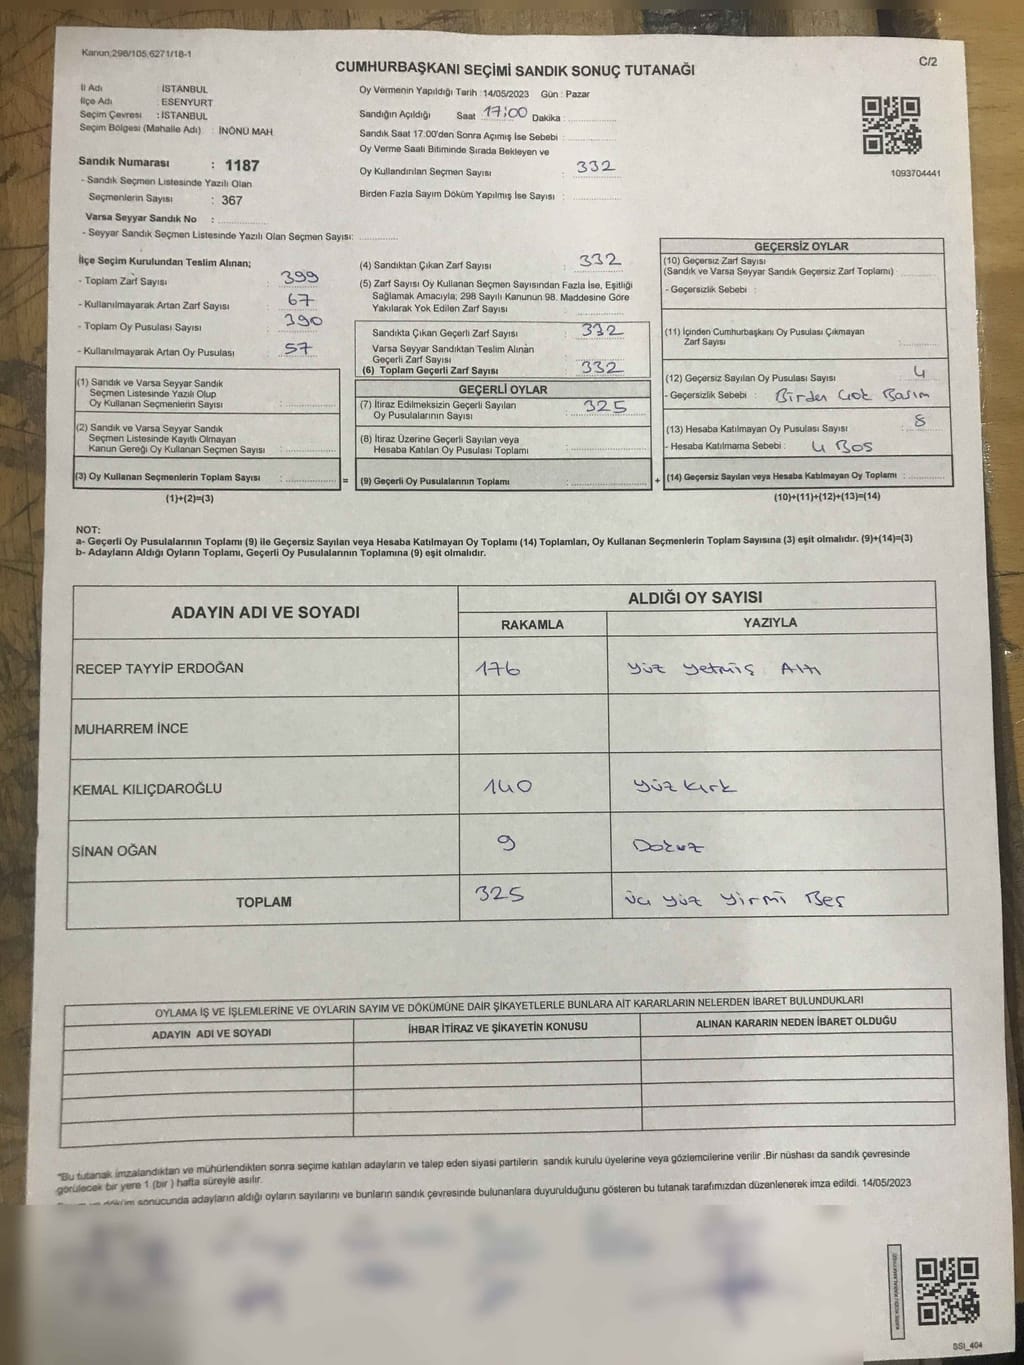 Kanun;298/105,6271/18-1
C/2
CUMHURBAŞKANI SEÇİMİ SANDIK SONUÇ TUTANAĞI
İl Adı : İSTANBUL
İlçe Adı : ESENYURT
Seçim Çevresi : İSTANBUL
Seçim Bölgesi (Mahalle Adı) : İNÖNÜ MAH
Sandık Numarası : 1187
- Sandık Seçmen Listesinde Yazılı Olan
Seçmenlerin Sayısı : 367
Varsa Seyyar Sandık No :
- Seyyar Sandık Seçmen Listesinde Yazılı Olan Seçmen Sayısı:
Oy Vermenin Yapıldığı Tarih : 14/05/2023 Gün : Pazar
Sandığın Açıldığı Saat 17:00 Dakika :
Sandık Saat 17:00'den Sonra Açımış İse Sebebi :
Oy Verme Saati Bitiminde Sırada Bekleyen ve
Oy Kullandırılan Seçmen Sayısı : 332
Birden Fazla Sayım Döküm Yapılmış İse Sayısı :
1093704441
İlçe Seçim Kurulundan Teslim Alınan;
- Toplam Zarf Sayısı : 399
- Kullanılmayarak Artan Zarf Sayısı : 67
- Toplam Oy Pusulası Sayısı : 390
- Kullanılmayarak Artan Oy Pusulası : 57
(1) Sandık ve Varsa Seyyar Sandık
Seçmen Listesinde Yazılı Olup
Oy Kullanan Seçmenlerin Sayısı :
(2) Sandık ve Varsa Seyyar Sandık
Seçmen Listesinde Kayıtlı Olmayan
Kanun Gereği Oy Kullanan Seçmen Sayısı :
(3) Oy Kullanan Seçmenlerin Toplam Sayısı : =
(1)+(2)=(3)
(4) Sandıktan Çıkan Zarf Sayısı : 332
(5) Zarf Sayısı Oy Kullanan Seçmen Sayısından Fazla İse, Eşitliği
Sağlamak Amacıyla; 298 Sayılı Kanunun 98. Maddesine Göre
Yakılarak Yok Edilen Zarf Sayısı :
Sandıkta Çıkan Geçerli Zarf Sayısı : 332
Varsa Seyyar Sandıktan Teslim Alınan
Geçerli Zarf Sayısı :
(6) Toplam Geçerli Zarf Sayısı : 332
GEÇERLİ OYLAR
(7) İtiraz Edilmeksizin Geçerli Sayılan
Oy Pusulalarının Sayısı : 325
(8) İtiraz Üzerine Geçerli Sayılan veya
Hesaba Katılan Oy Pusulası Toplamı :
(9) Geçerli Oy Pusulalarının Toplamı : +
GEÇERSİZ OYLAR
(10) Geçersiz Zarf Sayısı
(Sandık ve Varsa Seyyar Sandık Geçersiz Zarf Toplamı) :
- Geçersizlik Sebebi :
(11) İçinden Cumhurbaşkanı Oy Pusulası Çıkmayan
Zarf Sayısı :
(12) Geçersiz Sayılan Oy Pusulası Sayısı : 4
- Geçersizlik Sebebi : Birden Çok Basım
(13) Hesaba Katılmayan Oy Pusulası Sayısı : 8
- Hesaba Katılmama Sebebi : 4 Boş
(14) Geçersiz Sayılan veya Hesaba Katılmayan Oy Toplamı :
(10)+(11)+(12)+(13)=(14)
NOT:
a- Geçerli Oy Pusulalarının Toplamı (9) ile Geçersiz Sayılan veya Hesaba Katılmayan Oy Toplamı (14) Toplamları, Oy Kullanan Seçmenlerin Toplam Sayısına (3) eşit olmalıdır. (9)+(14)=(3)
b- Adayların Aldığı Oyların Toplamı, Geçerli Oy Pusulalarının Toplamına (9) eşit olmalıdır.
ADAYIN ADI VE SOYADI ALDIĞI OY SAYISI
RAKAMLA YAZIYLA
RECEP TAYYİP ERDOĞAN 176 Yüz Yetmiş Altı
MUHARREM İNCE
KEMAL KILIÇDAROĞLU 140 Yüz Kırk
SİNAN OĞAN 9 Dokuz
TOPLAM 325 Üç Yüz Yirmi Beş
OYLAMA İŞ VE İŞLEMLERİNE VE OYLARIN SAYIM VE DÖKÜMÜNE DAİR ŞİKAYETLERLE BUNLARA AİT KARARLARIN NELERDEN İBARET BULUNDUKLARI
ADAYIN ADI VE SOYADI İHBAR İTİRAZ VE ŞİKAYETİN KONUSU ALINAN KARARIN NEDEN İBARET OLDUĞU
"Bu tutanak imzalandıktan ve mühürlendikten sonra seçime katılan adayların ve talep eden siyasi partilerin sandık kurulu üyelerine veya gözlemcilerine verilir .Bir nüshası da sandık çevresinde
görülecek bir yere 1 (bir ) hafta süreyle asılır.
döküm sonucunda adayların aldığı oyların sayılarını ve bunların sandık çevresinde bulunanlara duyurulduğunu gösteren bu tutanak tarafımızdan düzenlenerek imza edildi. 14/05/2023
SSI_404